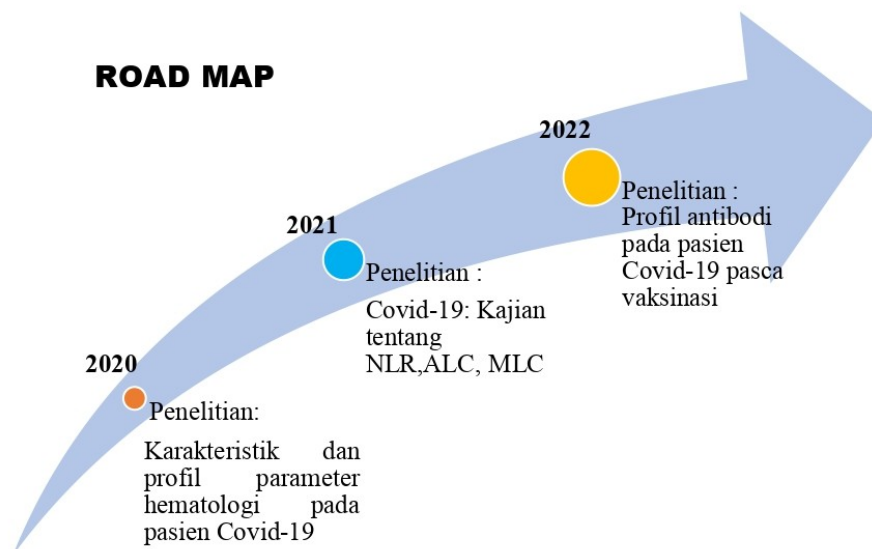 ROAD MAP
2020
Penelitian:
Karakteristik dan
profil parameter
hematologi pada
pasien Covid-19
2021
Penelitian :
Covid-19: Kajian
tentang
NLR,ALC, MLC
2022
Penelitian :
Profil antibodi
pada pasien
Covid-19 pasca
vaksinasi